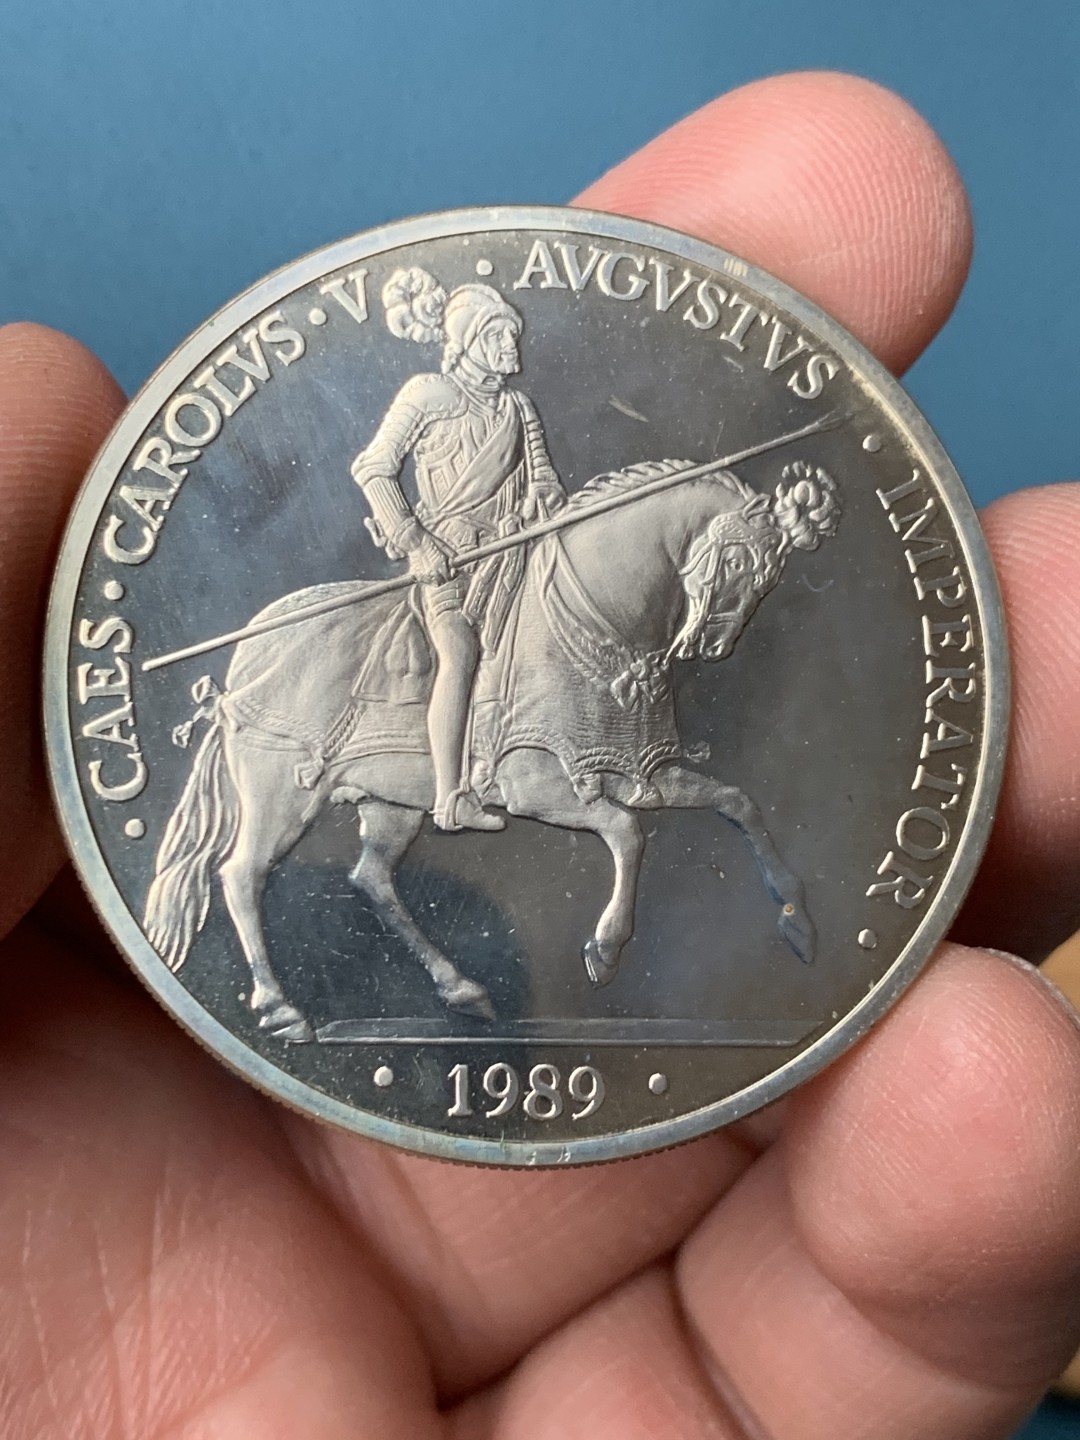 · CAES · CAROLVS · V · AVGVSTVS · IMPERATOR ·
· 1989 ·